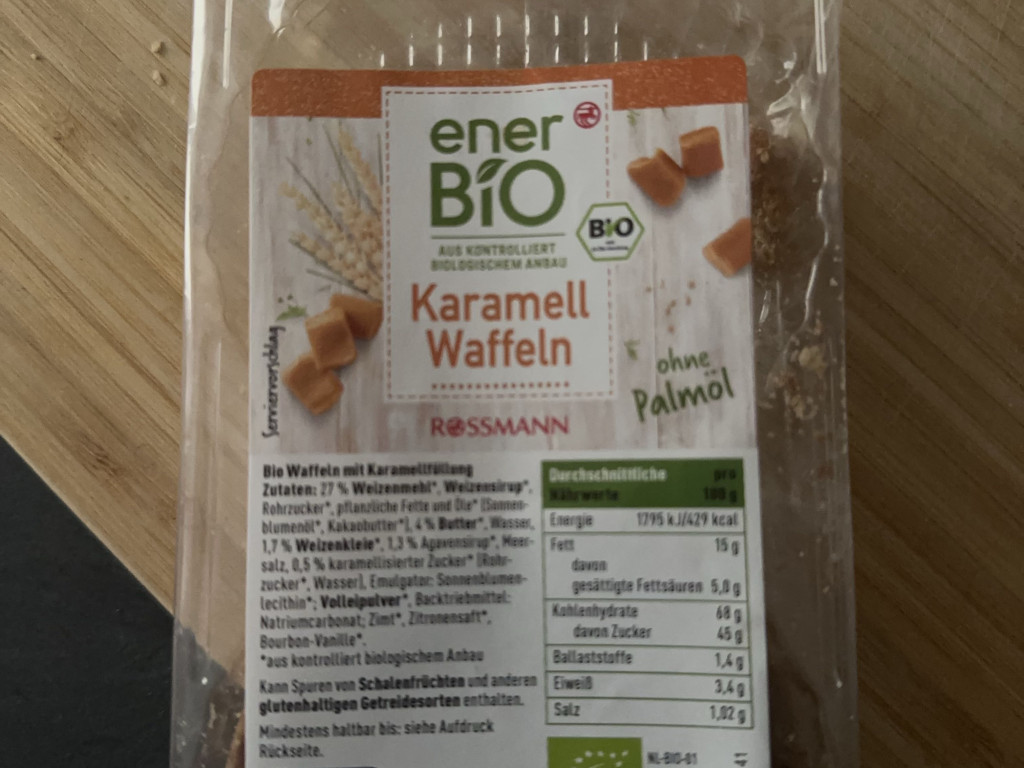 ener
BiO
AUS KONTROLLIERT
BIOLOGISCHEM ANBAU
BiO
Karamell
Waffeln
Serviervorschlag
ohne
Palmöl
ROSSMANN
Bio Waffeln mit Karamellfüllung
Zutaten: 27 % Weizenmehl*, Weizensirup*,
Rohrzucker*, pflanzliche Fette und Öle* (Sonnen-
blumenöl*, Kakaobutter*), 4 % Butter*, Wasser,
1,7 % Weizenkleie*, 1,3 % Agavensirup*, Meer-
salz, 0,5 % karamellisierter Zucker* (Rohr-
zucker*, Wasser), Emulgator: Sonnenblumen-
lecithin*; Volleipulver*, Backtriebmittel:
Natriumcarbonat; Zimt*, Zitronensaft*,
Bourbon-Vanille*.
*aus kontrolliert biologischem Anbau
Kann Spuren von Schalenfrüchten und anderen
glutenhaltigen Getreidesorten enthalten.
Mindestens haltbar bis: siehe Aufdruck
Rückseite.
Durchschnittliche pro
Nährwerte 100 g
Energie 1795 kJ/429 kcal
Fett 15 g
davon
gesättigte Fettsäuren 5,0 g
Kohlenhydrate 68 g
davon Zucker 45 g
Ballaststoffe 1,4 g
Eiweiß 3,4 g
Salz 1,02 g
NL-BIO-01
41